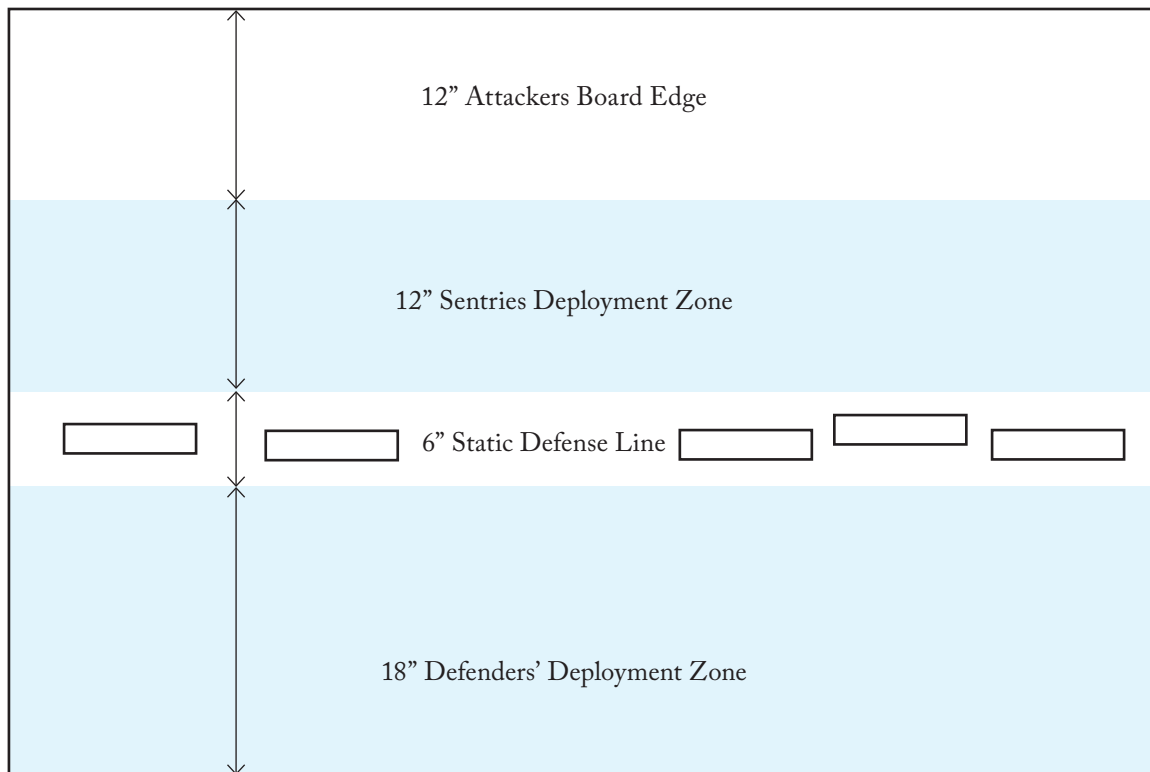 12” Attackers Board Edge
12” Sentries Deployment Zone
6” Static Defense Line
18” Defenders’ Deployment Zone